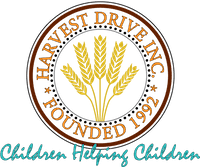 HARVEST DRIVE, INC.
FOUNDED 1992
Children Helping Children